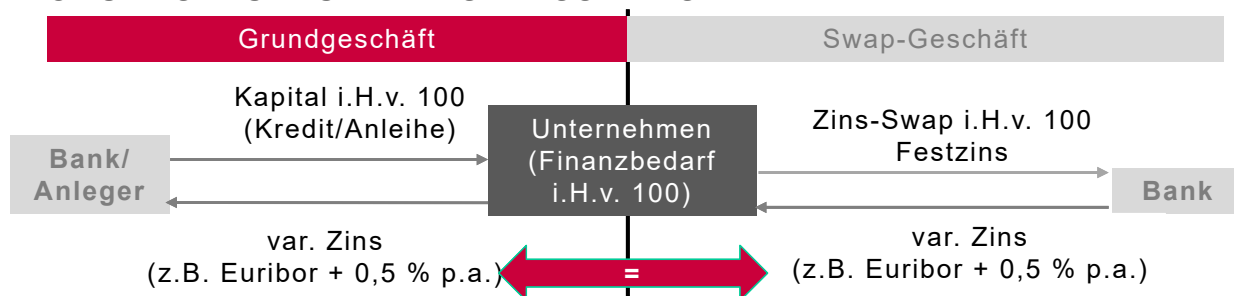 Grundgeschäft
Swap-Geschäft
Kapital i.H.v. 100
(Kredit/Anleihe)
Bank/
Anleger
Unternehmen
(Finanzbedarf
i.H.v. 100)
Zins-Swap i.H.v. 100
Festzins
Bank
var. Zins
(z.B. Euribor + 0,5 % p.a.)
=
var. Zins
(z.B. Euribor + 0,5 % p.a.)